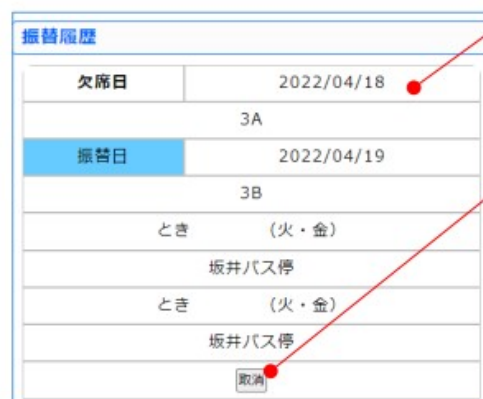 振替履歴
欠席日 2022/04/18
3A
振替日 2022/04/19
3B
とき （火・金）
坂井バス停
とき （火・金）
坂井バス停
取消